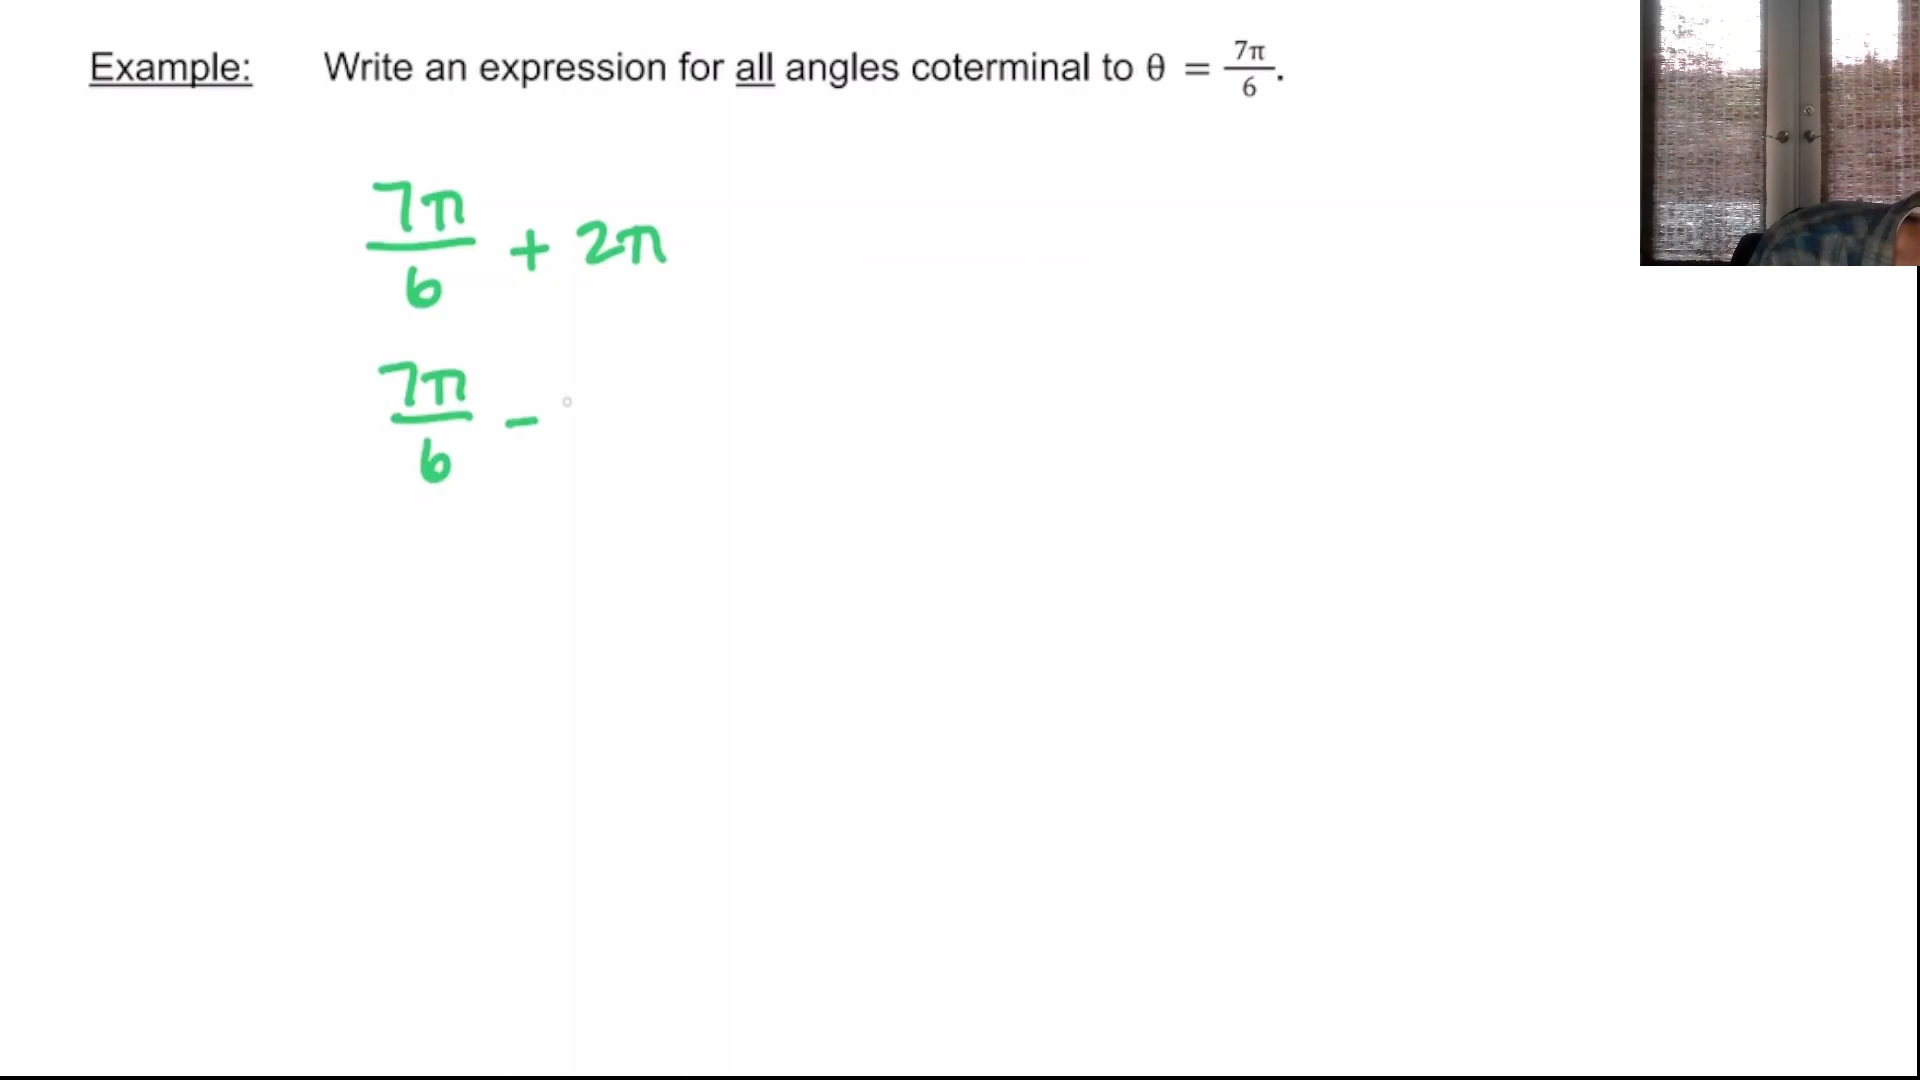 Example: Write an expression for all angles coterminal to θ = 7π/6.
7π/6 + 2π
7π/6 -